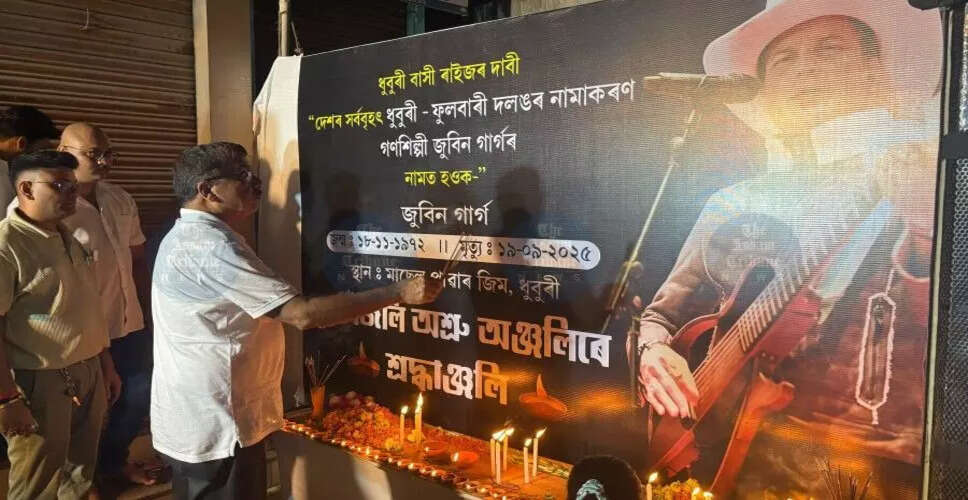 ধুবুৰী বাসী ৰাইজৰ দাবী
“দেশৰ সৰ্ববৃহৎ ধুবুৰী - ফুলবাৰী দলঙৰ নামাকৰণ
গণশিল্পী জুবিন গাৰ্গৰ
নামত হওক-”
জুবিন গাৰ্গ
জন্ম : ১৮-১১-১৯৭২ ।। মৃত্যু : ১৯-০৯-২০২৫
স্থান : মাছেল পাৱাৰ জিম, ধুবুৰী
অশ্ৰু অঞ্জলিৰে
শ্ৰদ্ধাঞ্জলি